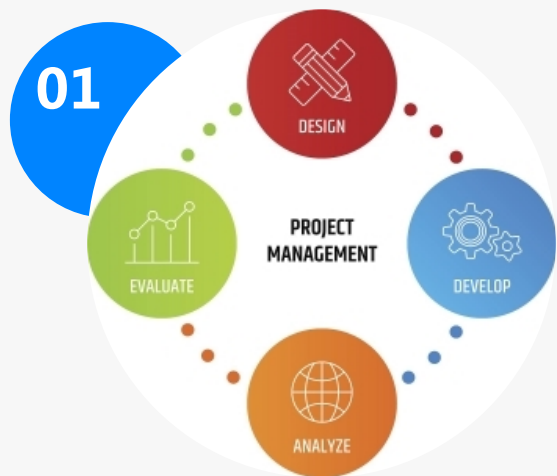 01
DESIGN
PROJECT
MANAGEMENT
EVALUATE
DEVELOP
ANALYZE